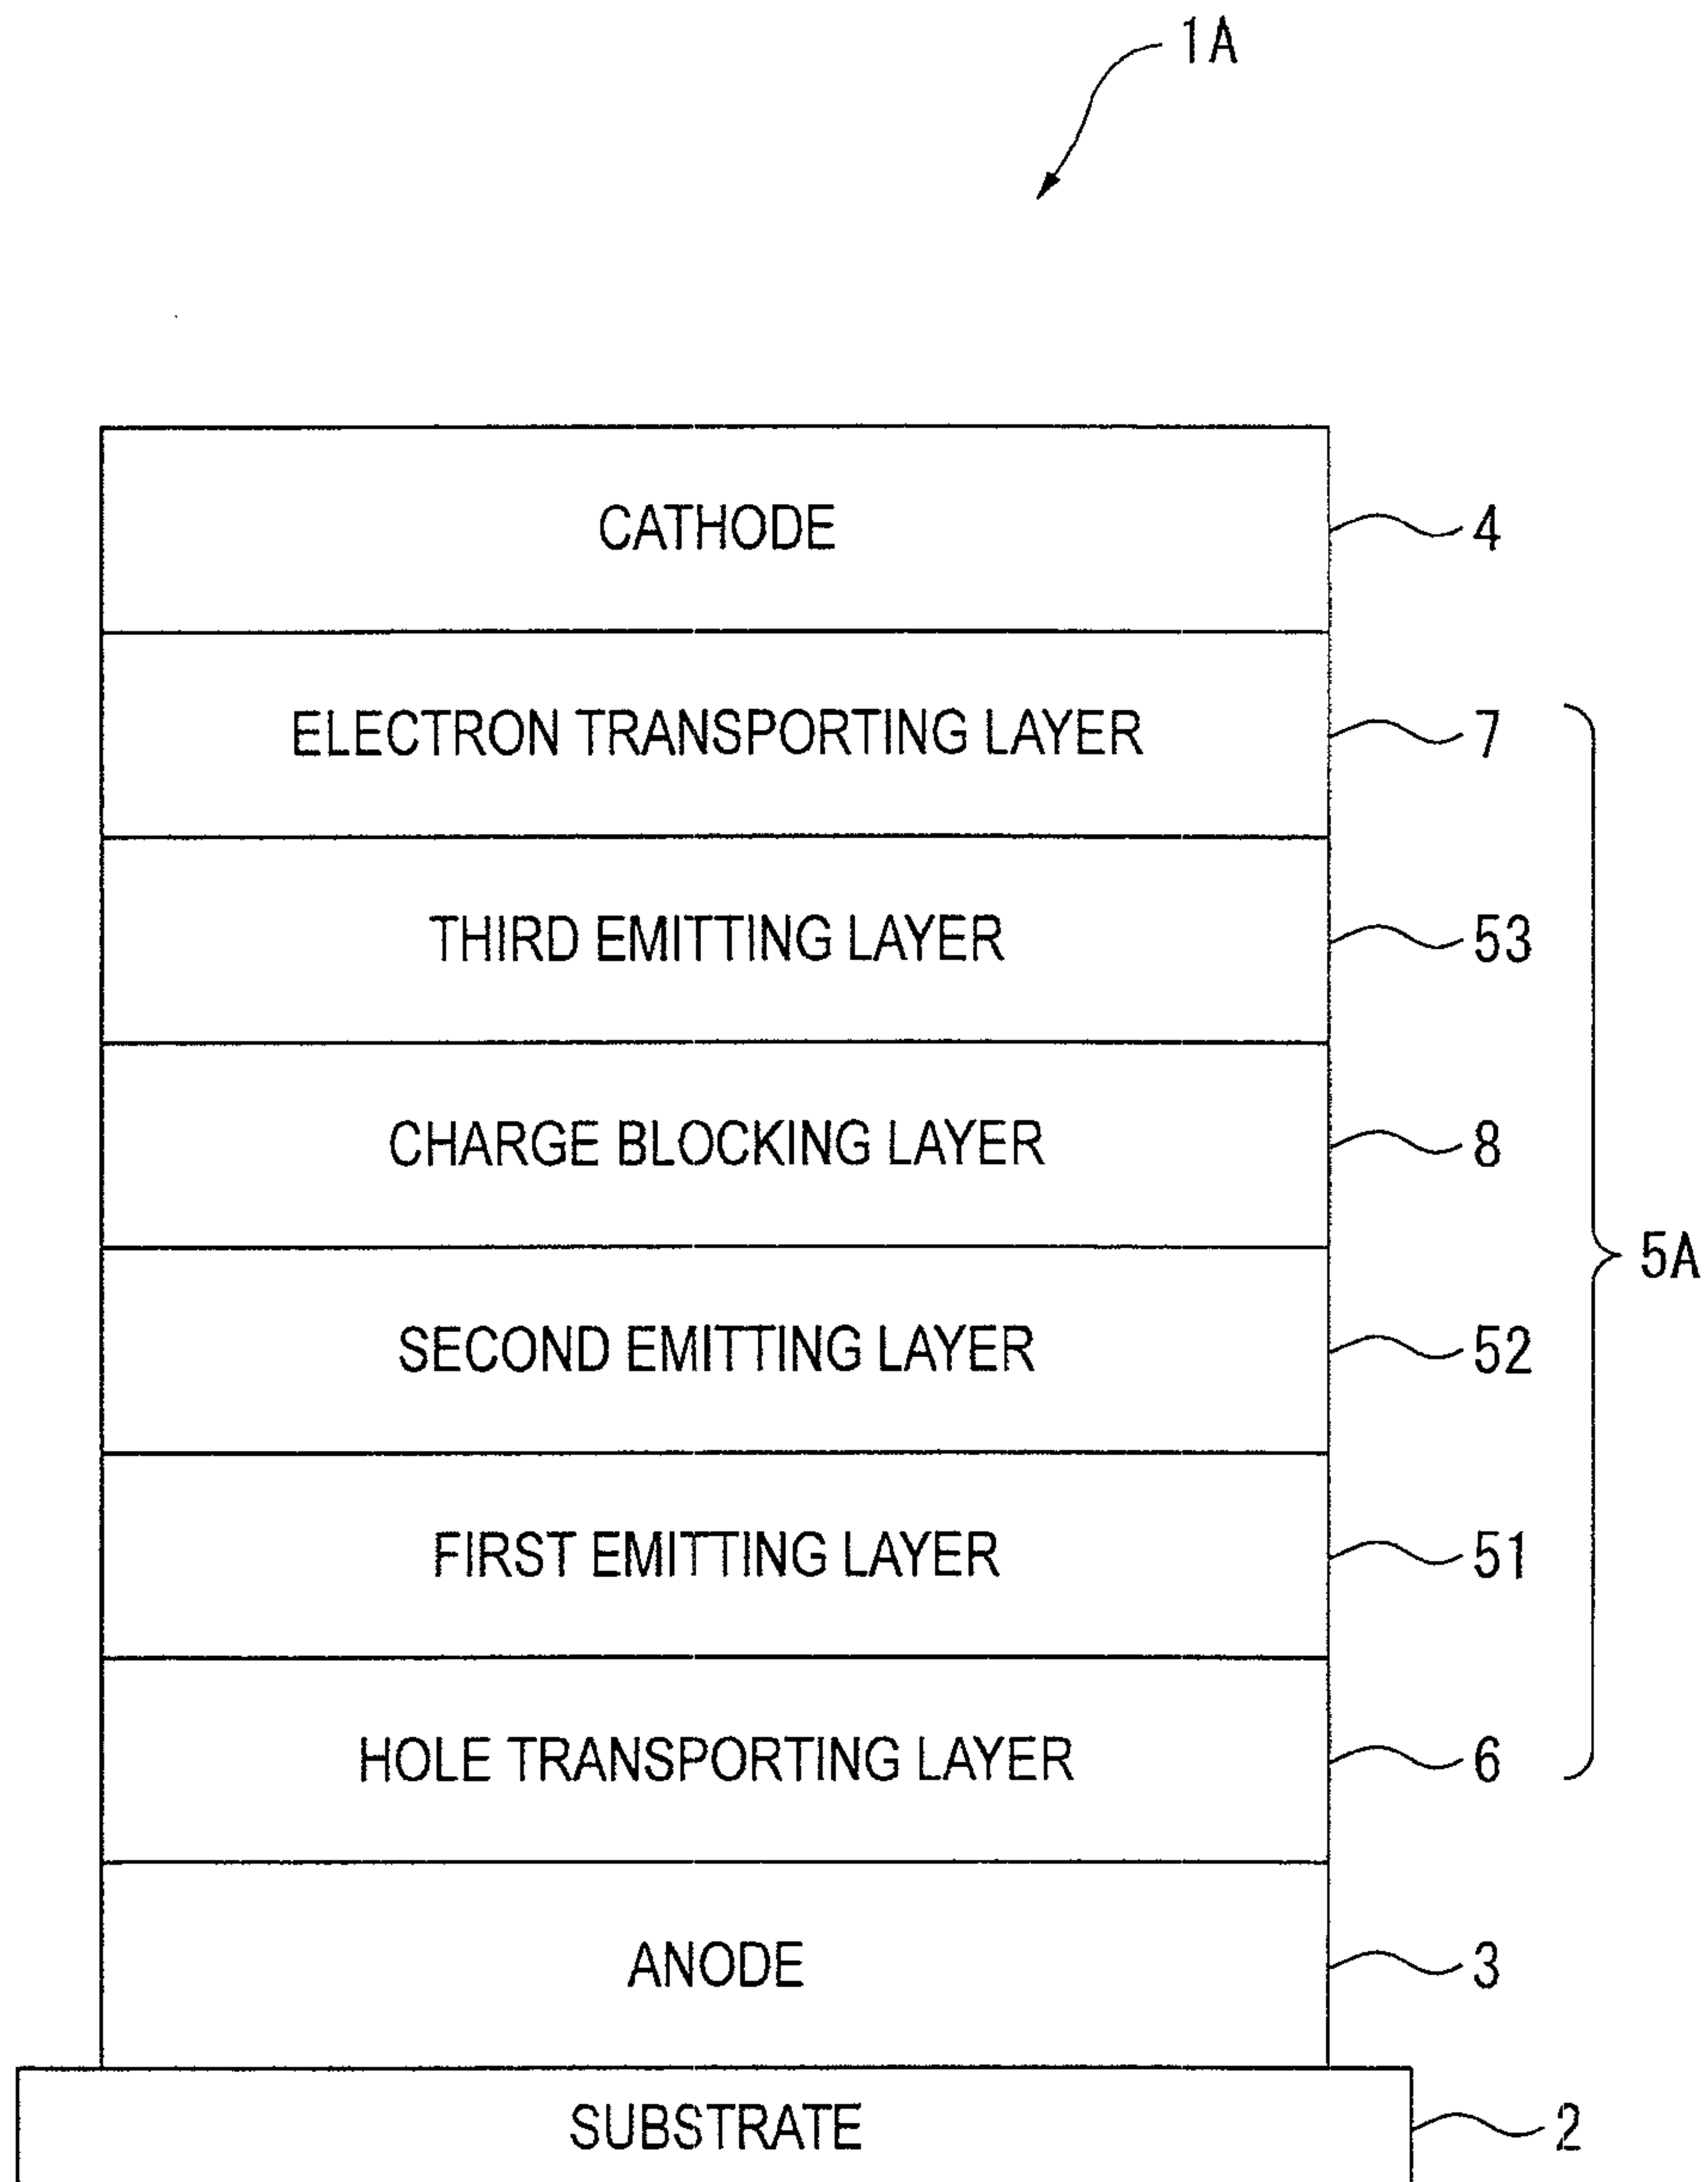 1A
CATHODE 4
ELECTRON TRANSPORTING LAYER 7
THIRD EMITTING LAYER 53
CHARGE BLOCKING LAYER 8
5A
SECOND EMITTING LAYER 52
FIRST EMITTING LAYER 51
HOLE TRANSPORTING LAYER 6
ANODE 3
SUBSTRATE 2